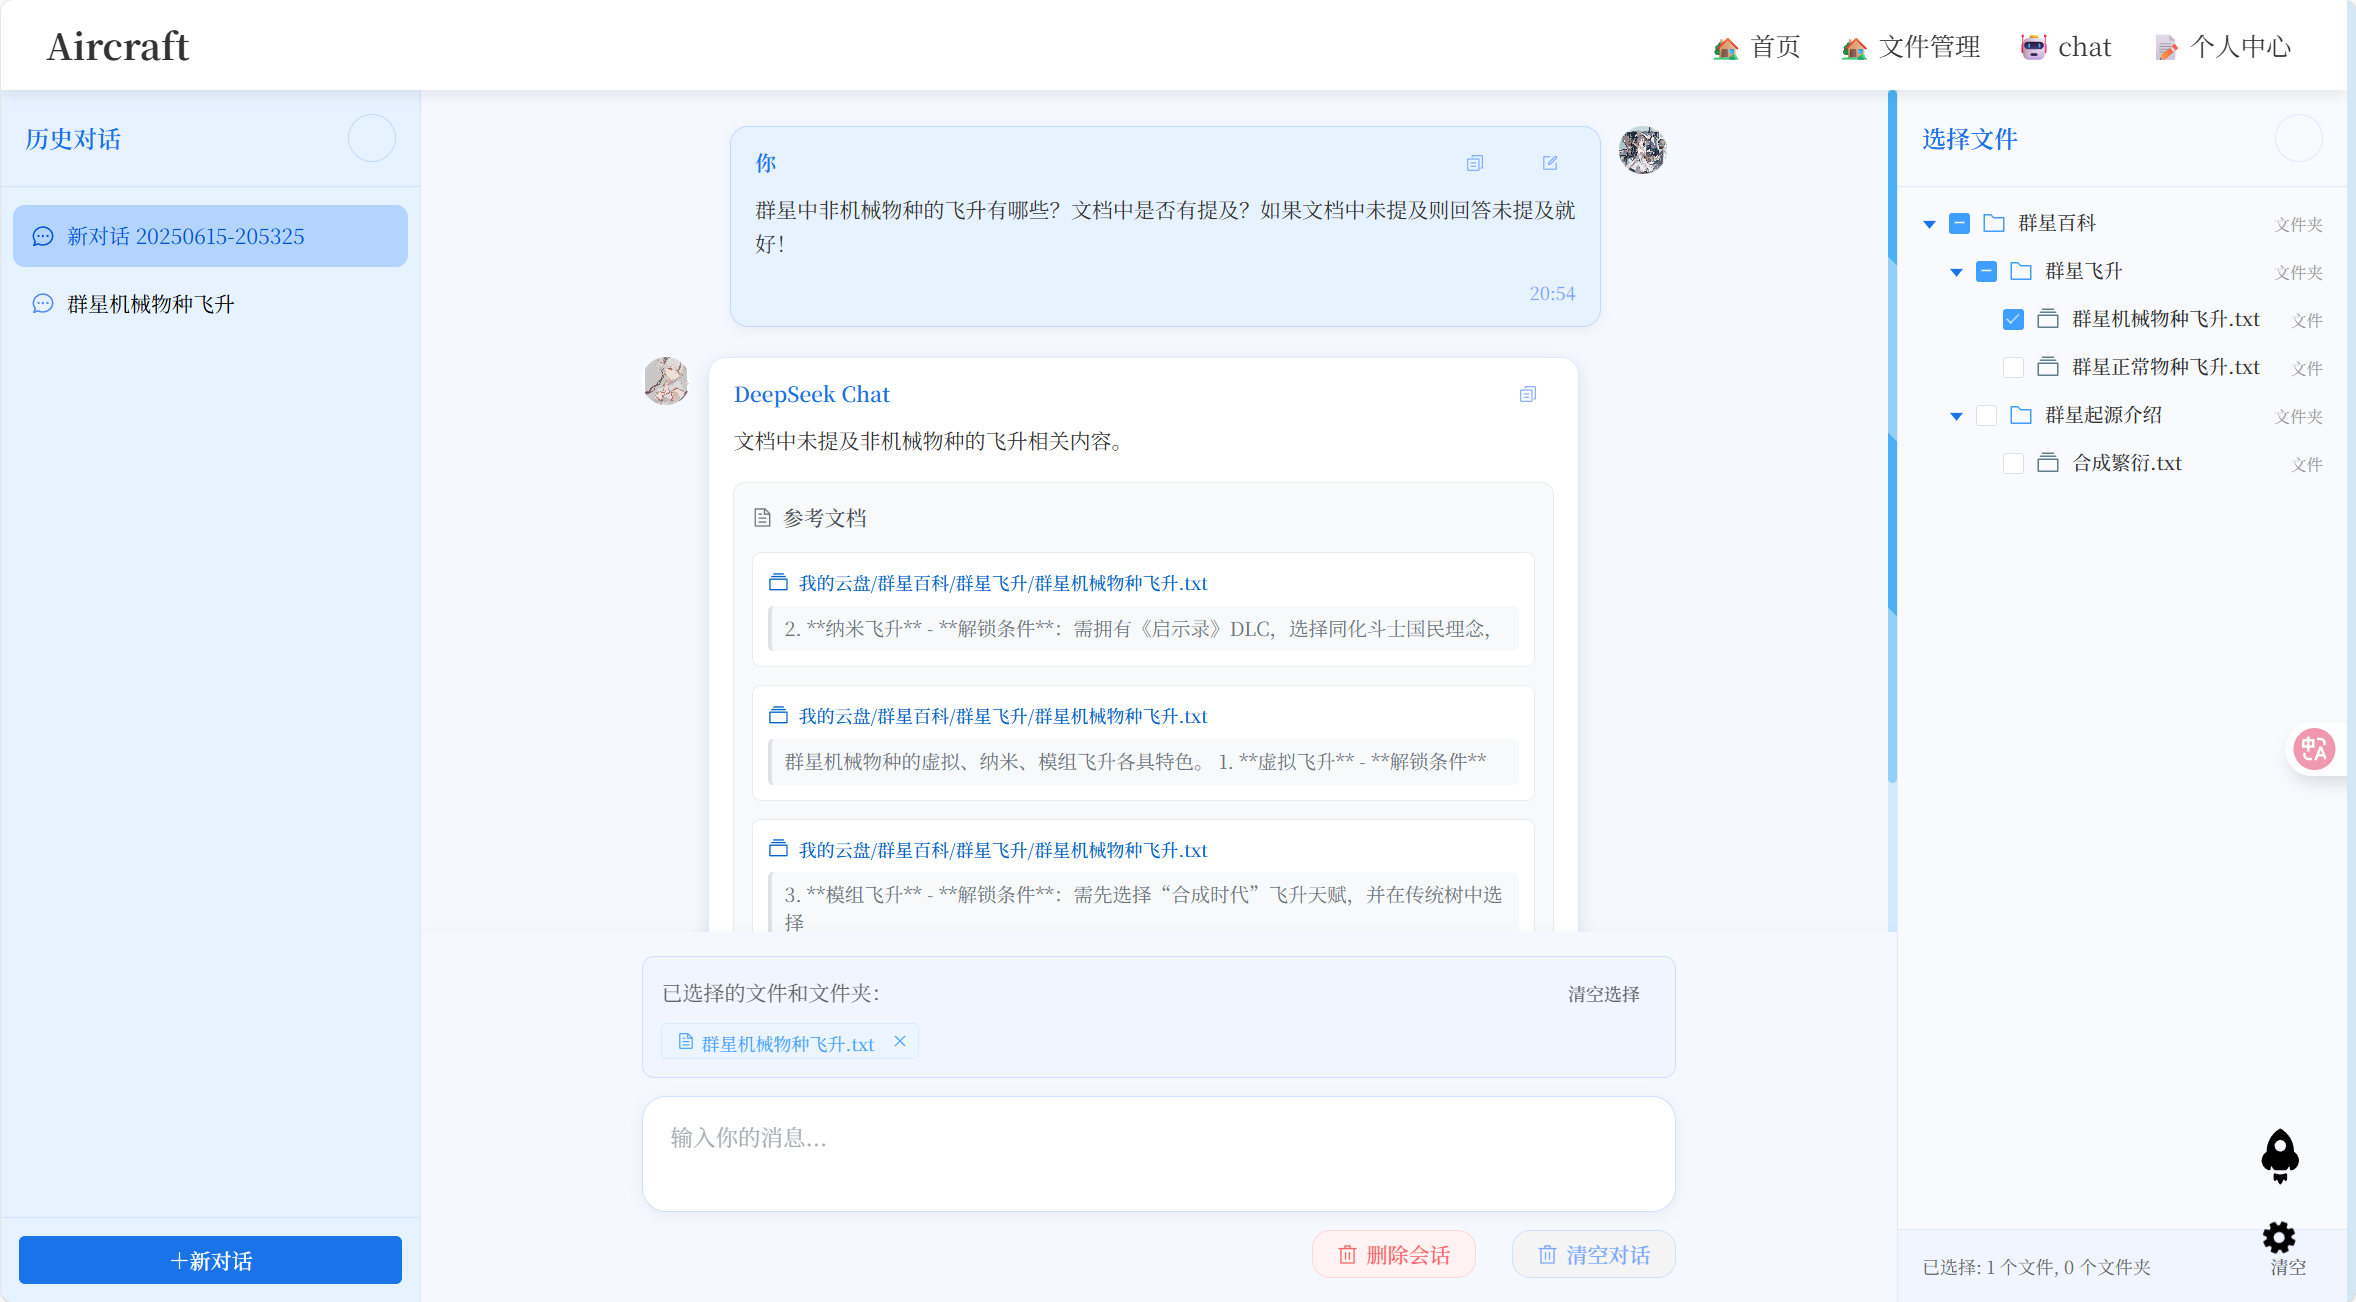 Aircraft
首页
文件管理
chat
个人中心
历史对话
新对话 20250615-205325
群星机械物种飞升
+新对话
你
群星中非机械物种的飞升有哪些？文档中是否有提及？如果文档中未提及则回答未提及就
好！
20:54
DeepSeek Chat
文档中未提及非机械物种的飞升相关内容。
参考文档
我的云盘/群星百科/群星飞升/群星机械物种飞升.txt
2. **纳米飞升** - **解锁条件**：需拥有《启示录》DLC，选择同化斗士国民理念，
我的云盘/群星百科/群星飞升/群星机械物种飞升.txt
群星机械物种的虚拟、纳米、模组飞升各具特色。 1. **虚拟飞升** - **解锁条件**
我的云盘/群星百科/群星飞升/群星机械物种飞升.txt
3. **模组飞升** - **解锁条件**：需先选择“合成时代”飞升天赋，并在传统树中选
择
已选择的文件和文件夹：
清空选择
群星机械物种飞升.txt
输入你的消息...
删除会话
清空对话
选择文件
群星百科 文件夹
群星飞升 文件夹
群星机械物种飞升.txt 文件
群星正常物种飞升.txt 文件
群星起源介绍 文件夹
合成繁衍.txt 文件
中A
已选择: 1 个文件, 0 个文件夹
清空